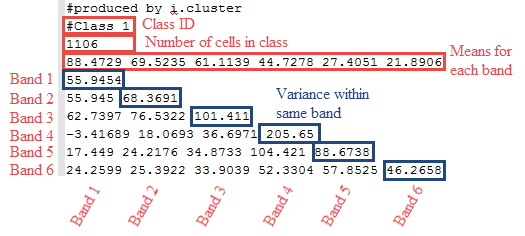 #produced by i.cluster
#Class 1 Class ID
1106 Number of cells in class
Means for
88.4729 69.5235 61.1139 44.7278 27.4051 21.8906 each band
Band 1 55.9454
Band 2 55.945 68.3691 Variance within
Band 3 62.7397 76.5322 101.411 same band
Band 4 -3.41689 18.0693 36.6971 205.65
Band 5 17.449 24.2176 34.8733 104.421 88.6738
Band 6 24.2599 25.3922 33.9039 52.3304 57.8525 46.2658
Band 1 Band 2 Band 3 Band 4 Band 5 Band 6